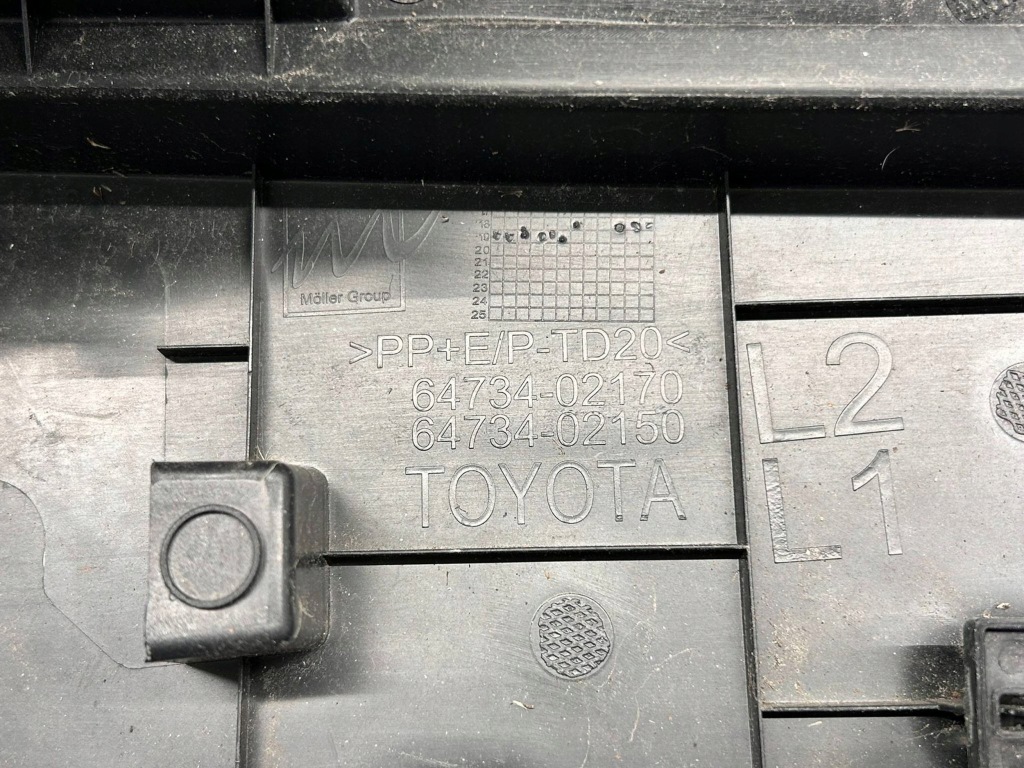 18
19
20
21
22
23
24
25
Möller Group
>PP+E/P-TD20<
64734-02170
64734-02150
TOYOTA
L2
L1